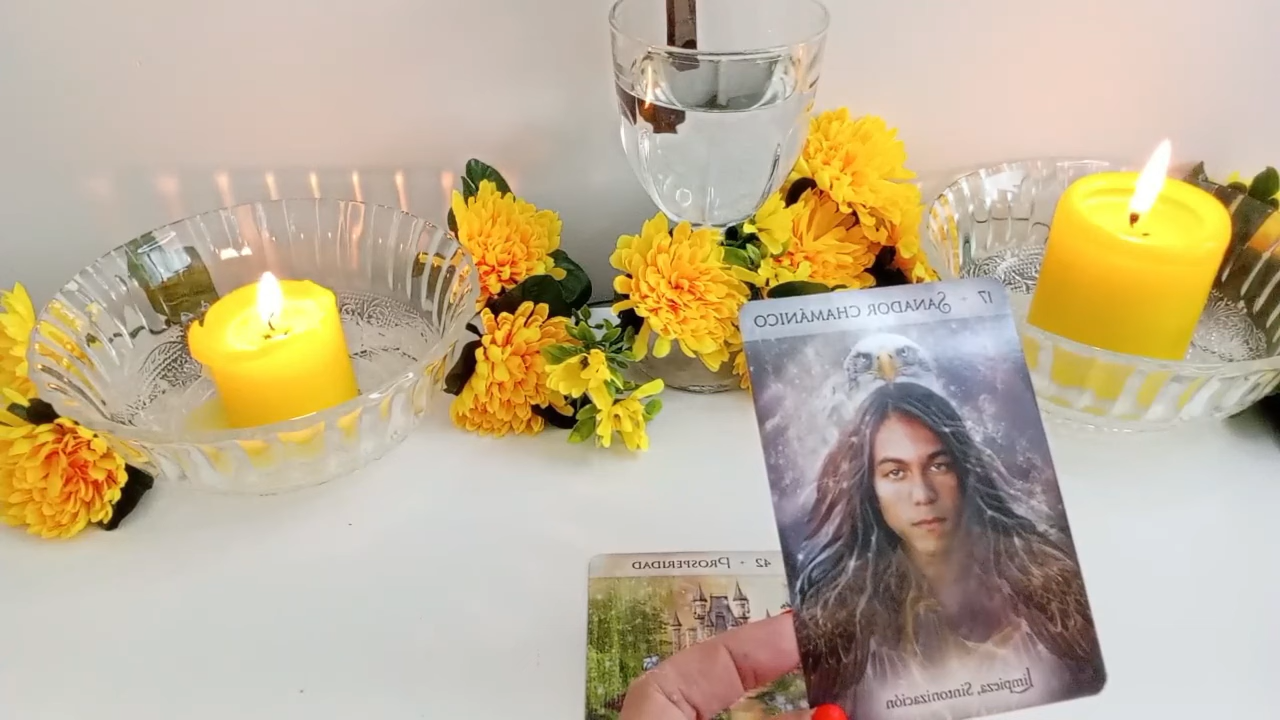 17 · SANADOR CHAMÁNICO
Limpieza, Sintonización
42 · PROSPERIDAD